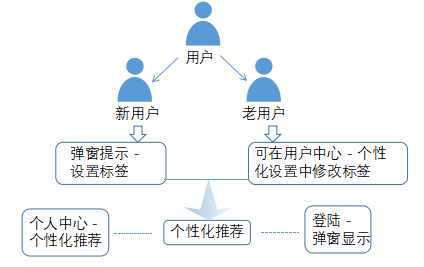 用户
新用户
老用户
弹窗提示 -
设置标签
可在用户中心 - 个性
化设置中修改标签
个人中心 -
个性化推荐
个性化推荐
登陆 -
弹窗显示